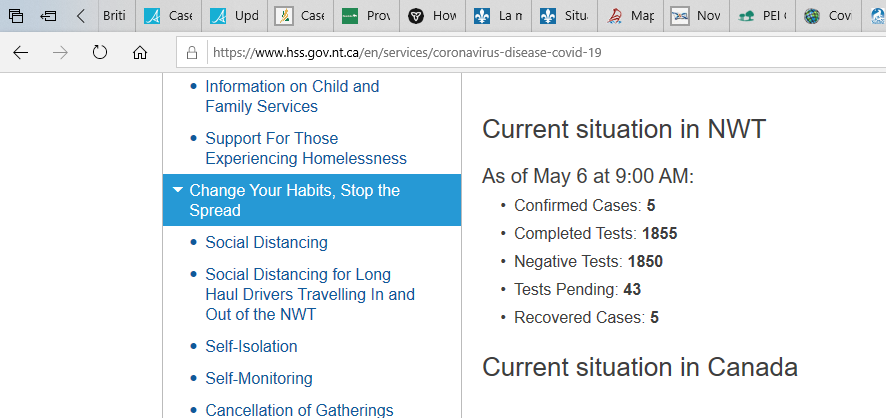 Briti
Case
Upd
Case
Prov
How
La m
Situ
Map
Nov
PEI
Covi
https://www.hss.gov.nt.ca/en/services/coronavirus-disease-covid-19
• Information on Child and
Family Services
• Support For Those
Experiencing Homelessness
Change Your Habits, Stop the
Spread
• Social Distancing
• Social Distancing for Long
Haul Drivers Travelling In and
Out of the NWT
• Self-Isolation
• Self-Monitoring
• Cancellation of Gatherings
Current situation in NWT
As of May 6 at 9:00 AM:
• Confirmed Cases: 5
• Completed Tests: 1855
• Negative Tests: 1850
• Tests Pending: 43
• Recovered Cases: 5
Current situation in Canada